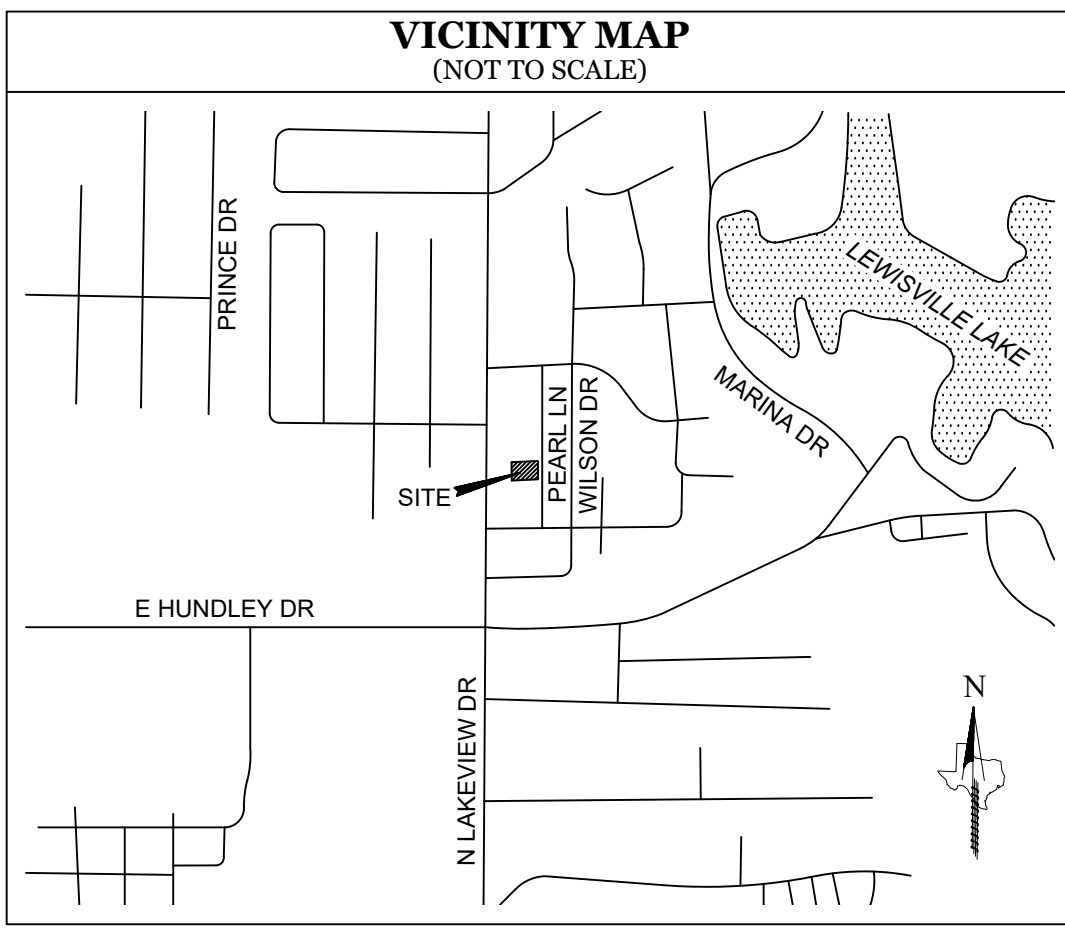 VICINITY MAP
(NOT TO SCALE)
PRINCE DR
LEWISVILLE LAKE
MARINA DR
PEARL LN
WILSON DR
SITE
E HUNDLEY DR
N LAKEVIEW DR
N